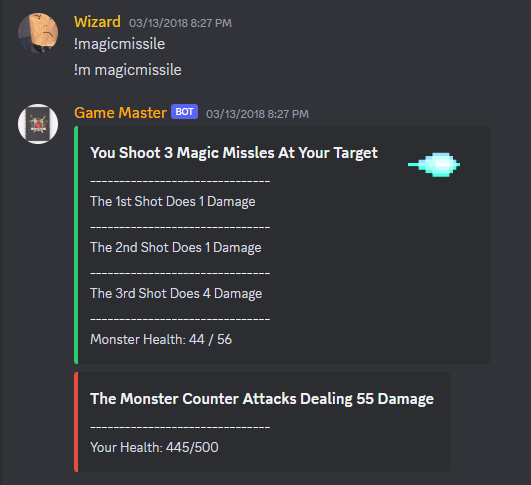 Wizard 03/13/2018 8:27 PM
!magicmissile
!m magicmissile
Game Master BOT 03/13/2018 8:27 PM
You Shoot 3 Magic Missles At Your Target
------------------------------
The 1st Shot Does 1 Damage
------------------------------
The 2nd Shot Does 1 Damage
------------------------------
The 3rd Shot Does 4 Damage
------------------------------
Monster Health: 44 / 56
The Monster Counter Attacks Dealing 55 Damage
------------------------------
Your Health: 445/500